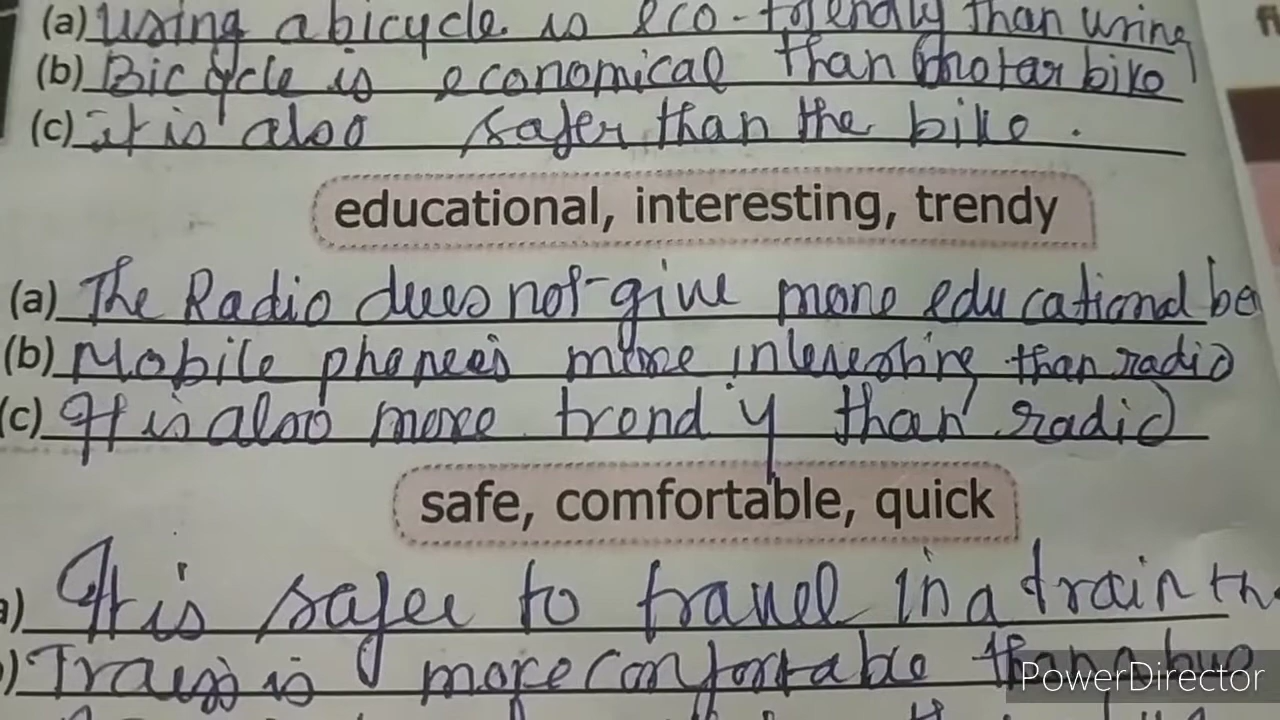 (a) Using a bicycle is eco-friendly than using
(b) Bicycle is economical than motar bike
(c) it is also safer than the bike.
educational, interesting, trendy
(a) The Radio does not give more educational be
(b) Mobile phone is more interesting than radio
(c) It is also more trendy than radio
safe, comfortable, quick
) It is safer to travel in a train th
) Train is more comfortable than a bus
PowerDirector